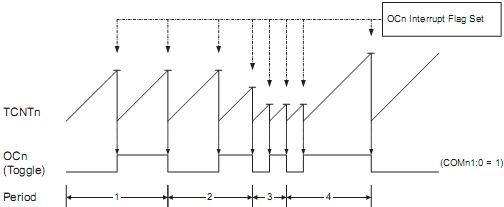 OCn Interrupt Flag Set
TCNTn
OCn
(Toggle)
(COMn1:0 = 1)
Period
1
2
3
4